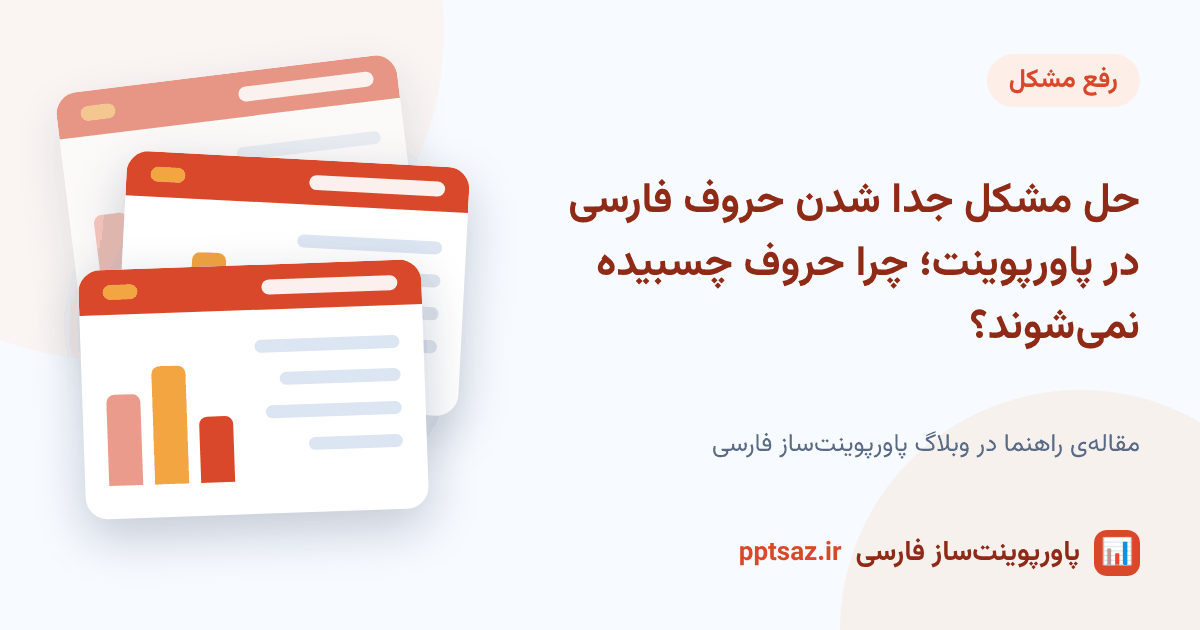 رفع مشکل
حل مشکل جدا شدن حروف فارسی
در پاورپوینت؛ چرا حروف چسبیده
نمی‌شوند؟
مقاله‌ی راهنما در وبلاگ پاورپوینت‌ساز فارسی
پاورپوینت‌ساز فارسی pptsaz.ir